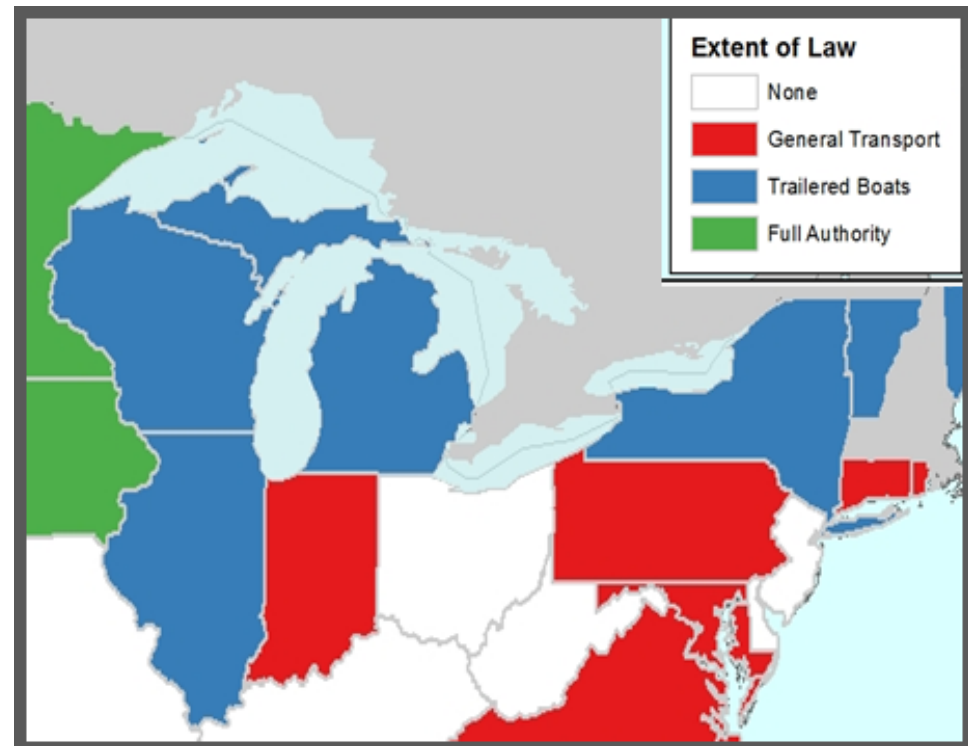 Extent of Law
None
General Transport
Trailered Boats
Full Authority